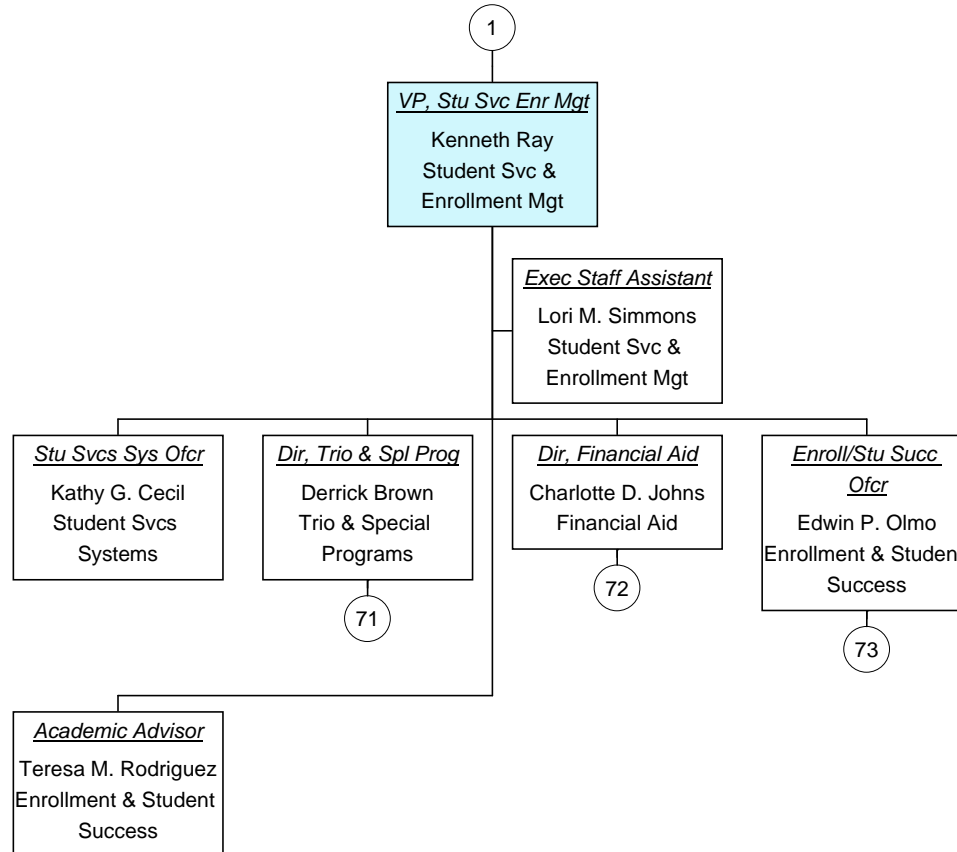 1
VP, Stu Svc Enr Mgt
Kenneth Ray
Student Svc &
Enrollment Mgt
Exec Staff Assistant
Lori M. Simmons
Student Svc &
Enrollment Mgt
Stu Svcs Sys Ofcr
Kathy G. Cecil
Student Svcs
Systems
Dir, Trio & Spl Prog
Derrick Brown
Trio & Special
Programs
71
Dir, Financial Aid
Charlotte D. Johns
Financial Aid
72
Enroll/Stu Succ
Ofcr
Edwin P. Olmo
Enrollment & Studen
Success
73
Academic Advisor
Teresa M. Rodriguez
Enrollment & Student
Success